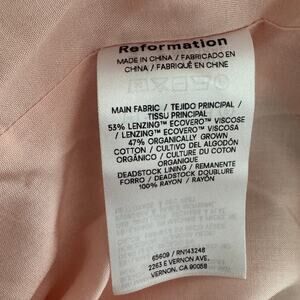 Reformation
MADE IN CHINA / FABRICADO EN
CHINA / FABRIQUÉ EN CHINE
MAIN FABRIC / TEJIDO PRINCIPAL /
TISSU PRINCIPAL
53% LENZING™ ECOVERO™ VISCOSE
/ LENZING™ ECOVERO™ VISCOSA
47% ORGANICALLY GROWN
COTTON / CULTIVO DEL ALGODÓN
ORGÁNICO / CULTURE DU COTON
ORGANIQUE
DEADSTOCK LINING / REMANENTE
FORRO / DEADSTOCK DOUBLURE
100% RAYON / RAYÓN
65609 / RN143248
2263 E VERNON AVE.
VERNON, CA 90058